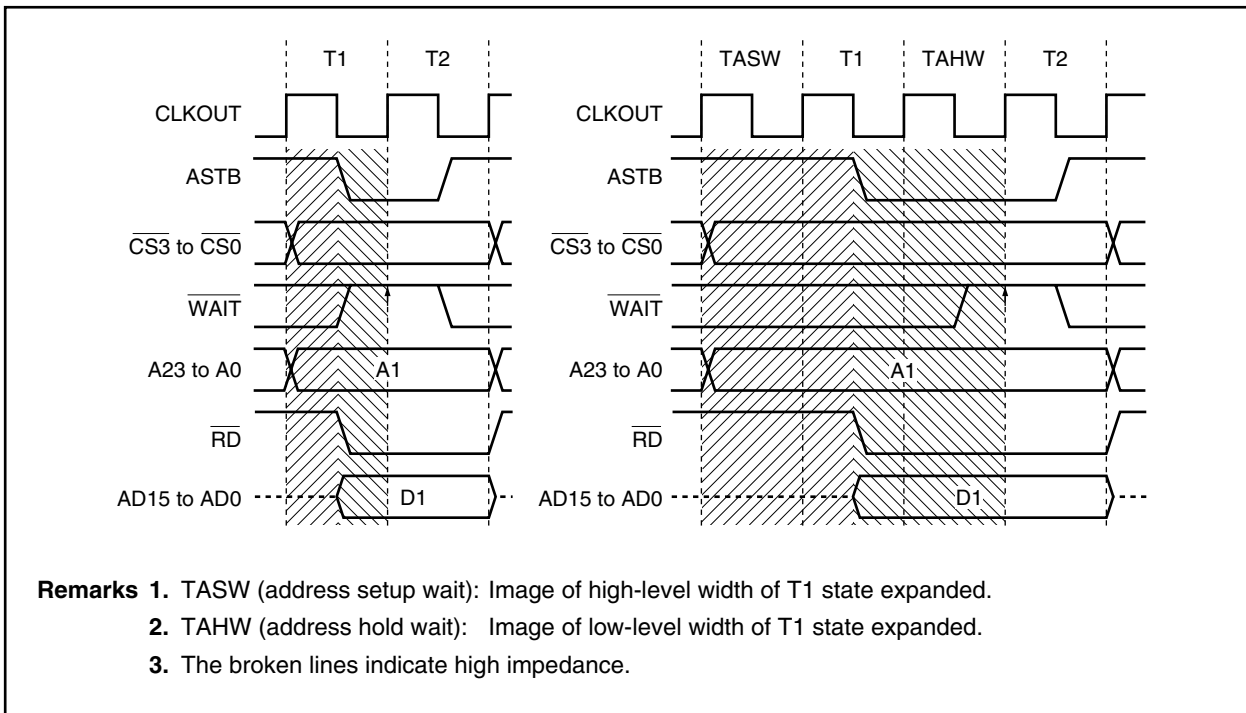 T1 T2
CLKOUT
ASTB
CS3 to CS0
WAIT
A23 to A0
A1
RD
AD15 to AD0
D1
TASW T1 TAHW T2
CLKOUT
ASTB
CS3 to CS0
WAIT
A23 to A0
A1
RD
AD15 to AD0
D1
Remarks 1. TASW (address setup wait): Image of high-level width of T1 state expanded.
2. TAHW (address hold wait): Image of low-level width of T1 state expanded.
3. The broken lines indicate high impedance.